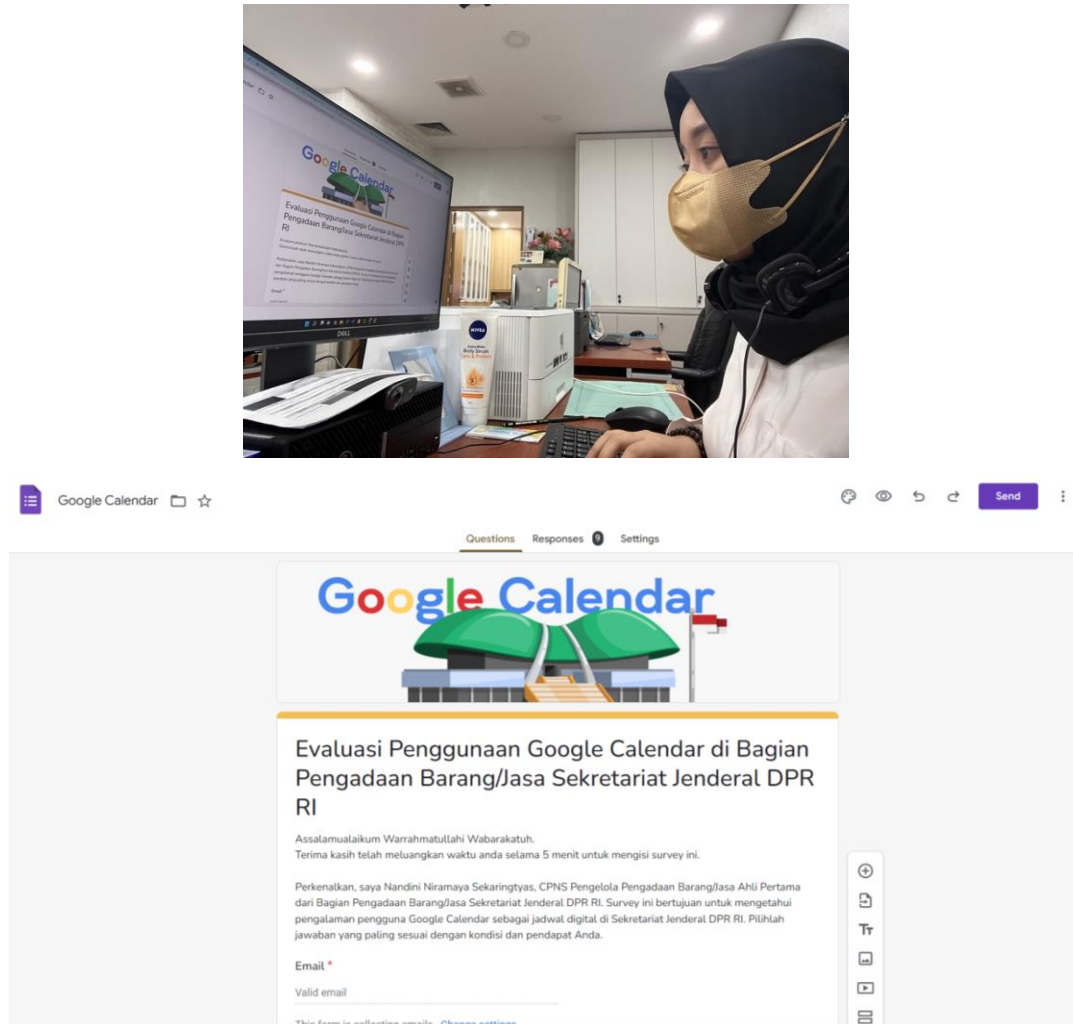 Google Calendar
Evaluasi Penggunaan Google Calendar di Bagian
Pengadaan Barang/Jasa Sekretariat Jenderal DPR
RI
Email *
DELL
NIVEA
Body Serum
Google Calendar
Send
Questions Responses 9 Settings
Google Calendar
Evaluasi Penggunaan Google Calendar di Bagian
Pengadaan Barang/Jasa Sekretariat Jenderal DPR
RI
Assalamualaikum Warrahmatullahi Wabarakatuh.
Terima kasih telah meluangkan waktu anda selama 5 menit untuk mengisi survey ini.
Perkenalkan, saya Nandini Niramaya Sekaringtyas, CPNS Pengelola Pengadaan Barang/Jasa Ahli Pertama
dari Bagian Pengadaan Barang/Jasa Sekretariat Jenderal DPR RI. Survey ini bertujuan untuk mengetahui
pengalaman pengguna Google Calendar sebagai jadwal digital di Sekretariat Jenderal DPR RI. Pilihlah
jawaban yang paling sesuai dengan kondisi dan pendapat Anda.
Email *
Valid email
This form is collecting emails. Change settings